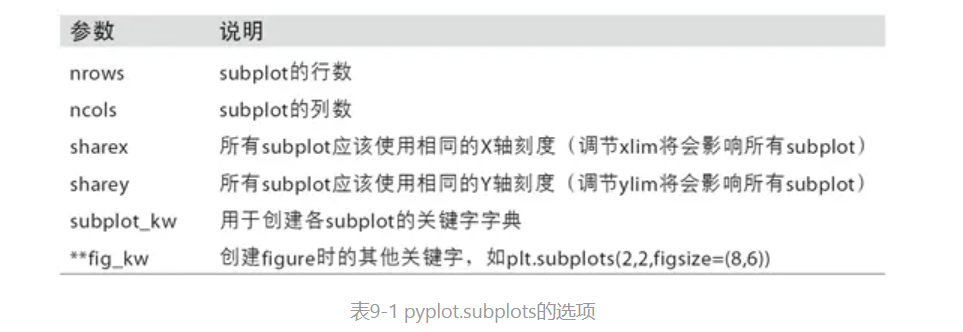 参数 说明
nrows subplot的行数
ncols subplot的列数
sharex 所有subplot应该使用相同的X轴刻度（调节xlim将会影响所有subplot）
sharey 所有subplot应该使用相同的Y轴刻度（调节ylim将会影响所有subplot）
subplot_kw 用于创建各subplot的关键字字典
**fig_kw 创建figure时的其他关键字，如plt.subplots(2,2,figsize=(8,6))
表9-1 pyplot.subplots的选项